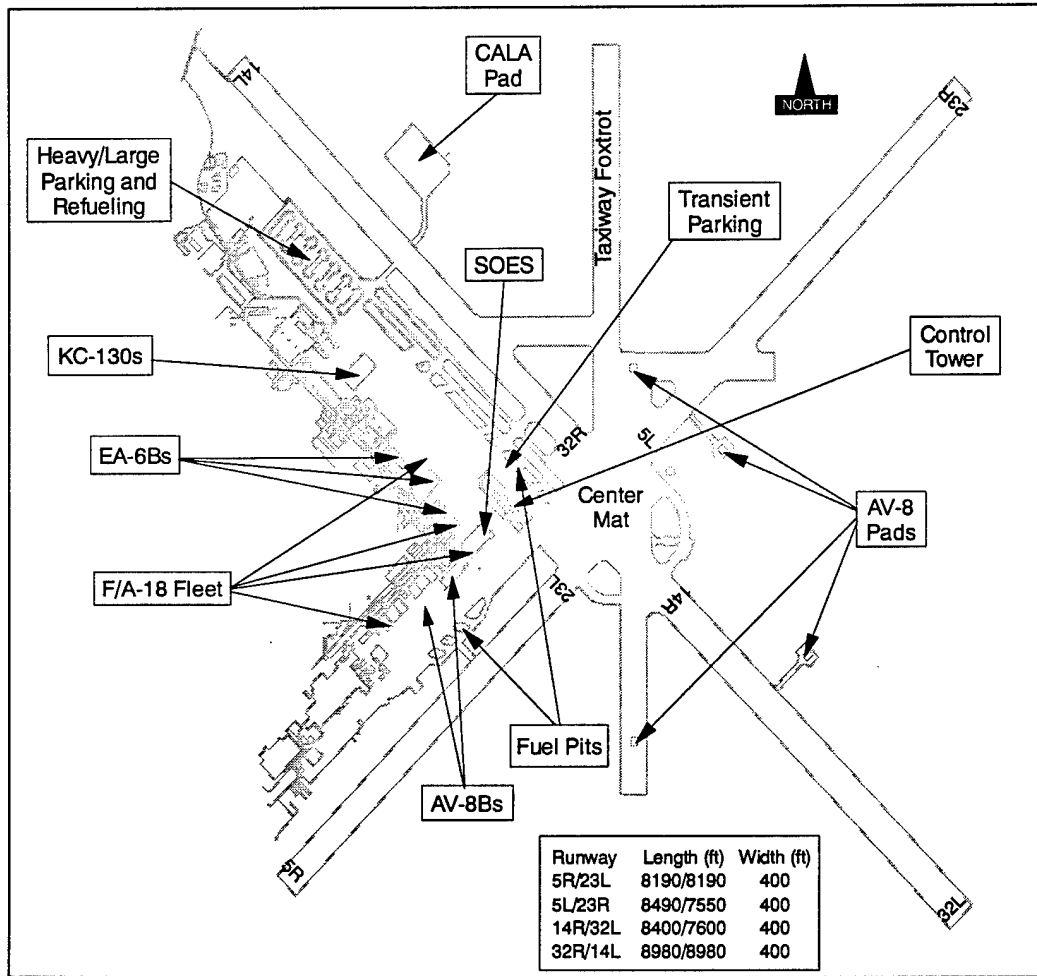 CALA
Pad
NORTH
14L
23R
Heavy/Large
Parking and
Refueling
Taxiway Foxtrot
Transient
Parking
SOES
Control
Tower
KC-130s
32R
5L
EA-6Bs
Center
Mat
AV-8
Pads
F/A-18 Fleet
23L
14R
Fuel Pits
AV-8Bs
5R
32L
Runway Length (ft) Width (ft)
5R/23L 8190/8190 400
5L/23R 8490/7550 400
14R/32L 8400/7600 400
32R/14L 8980/8980 400